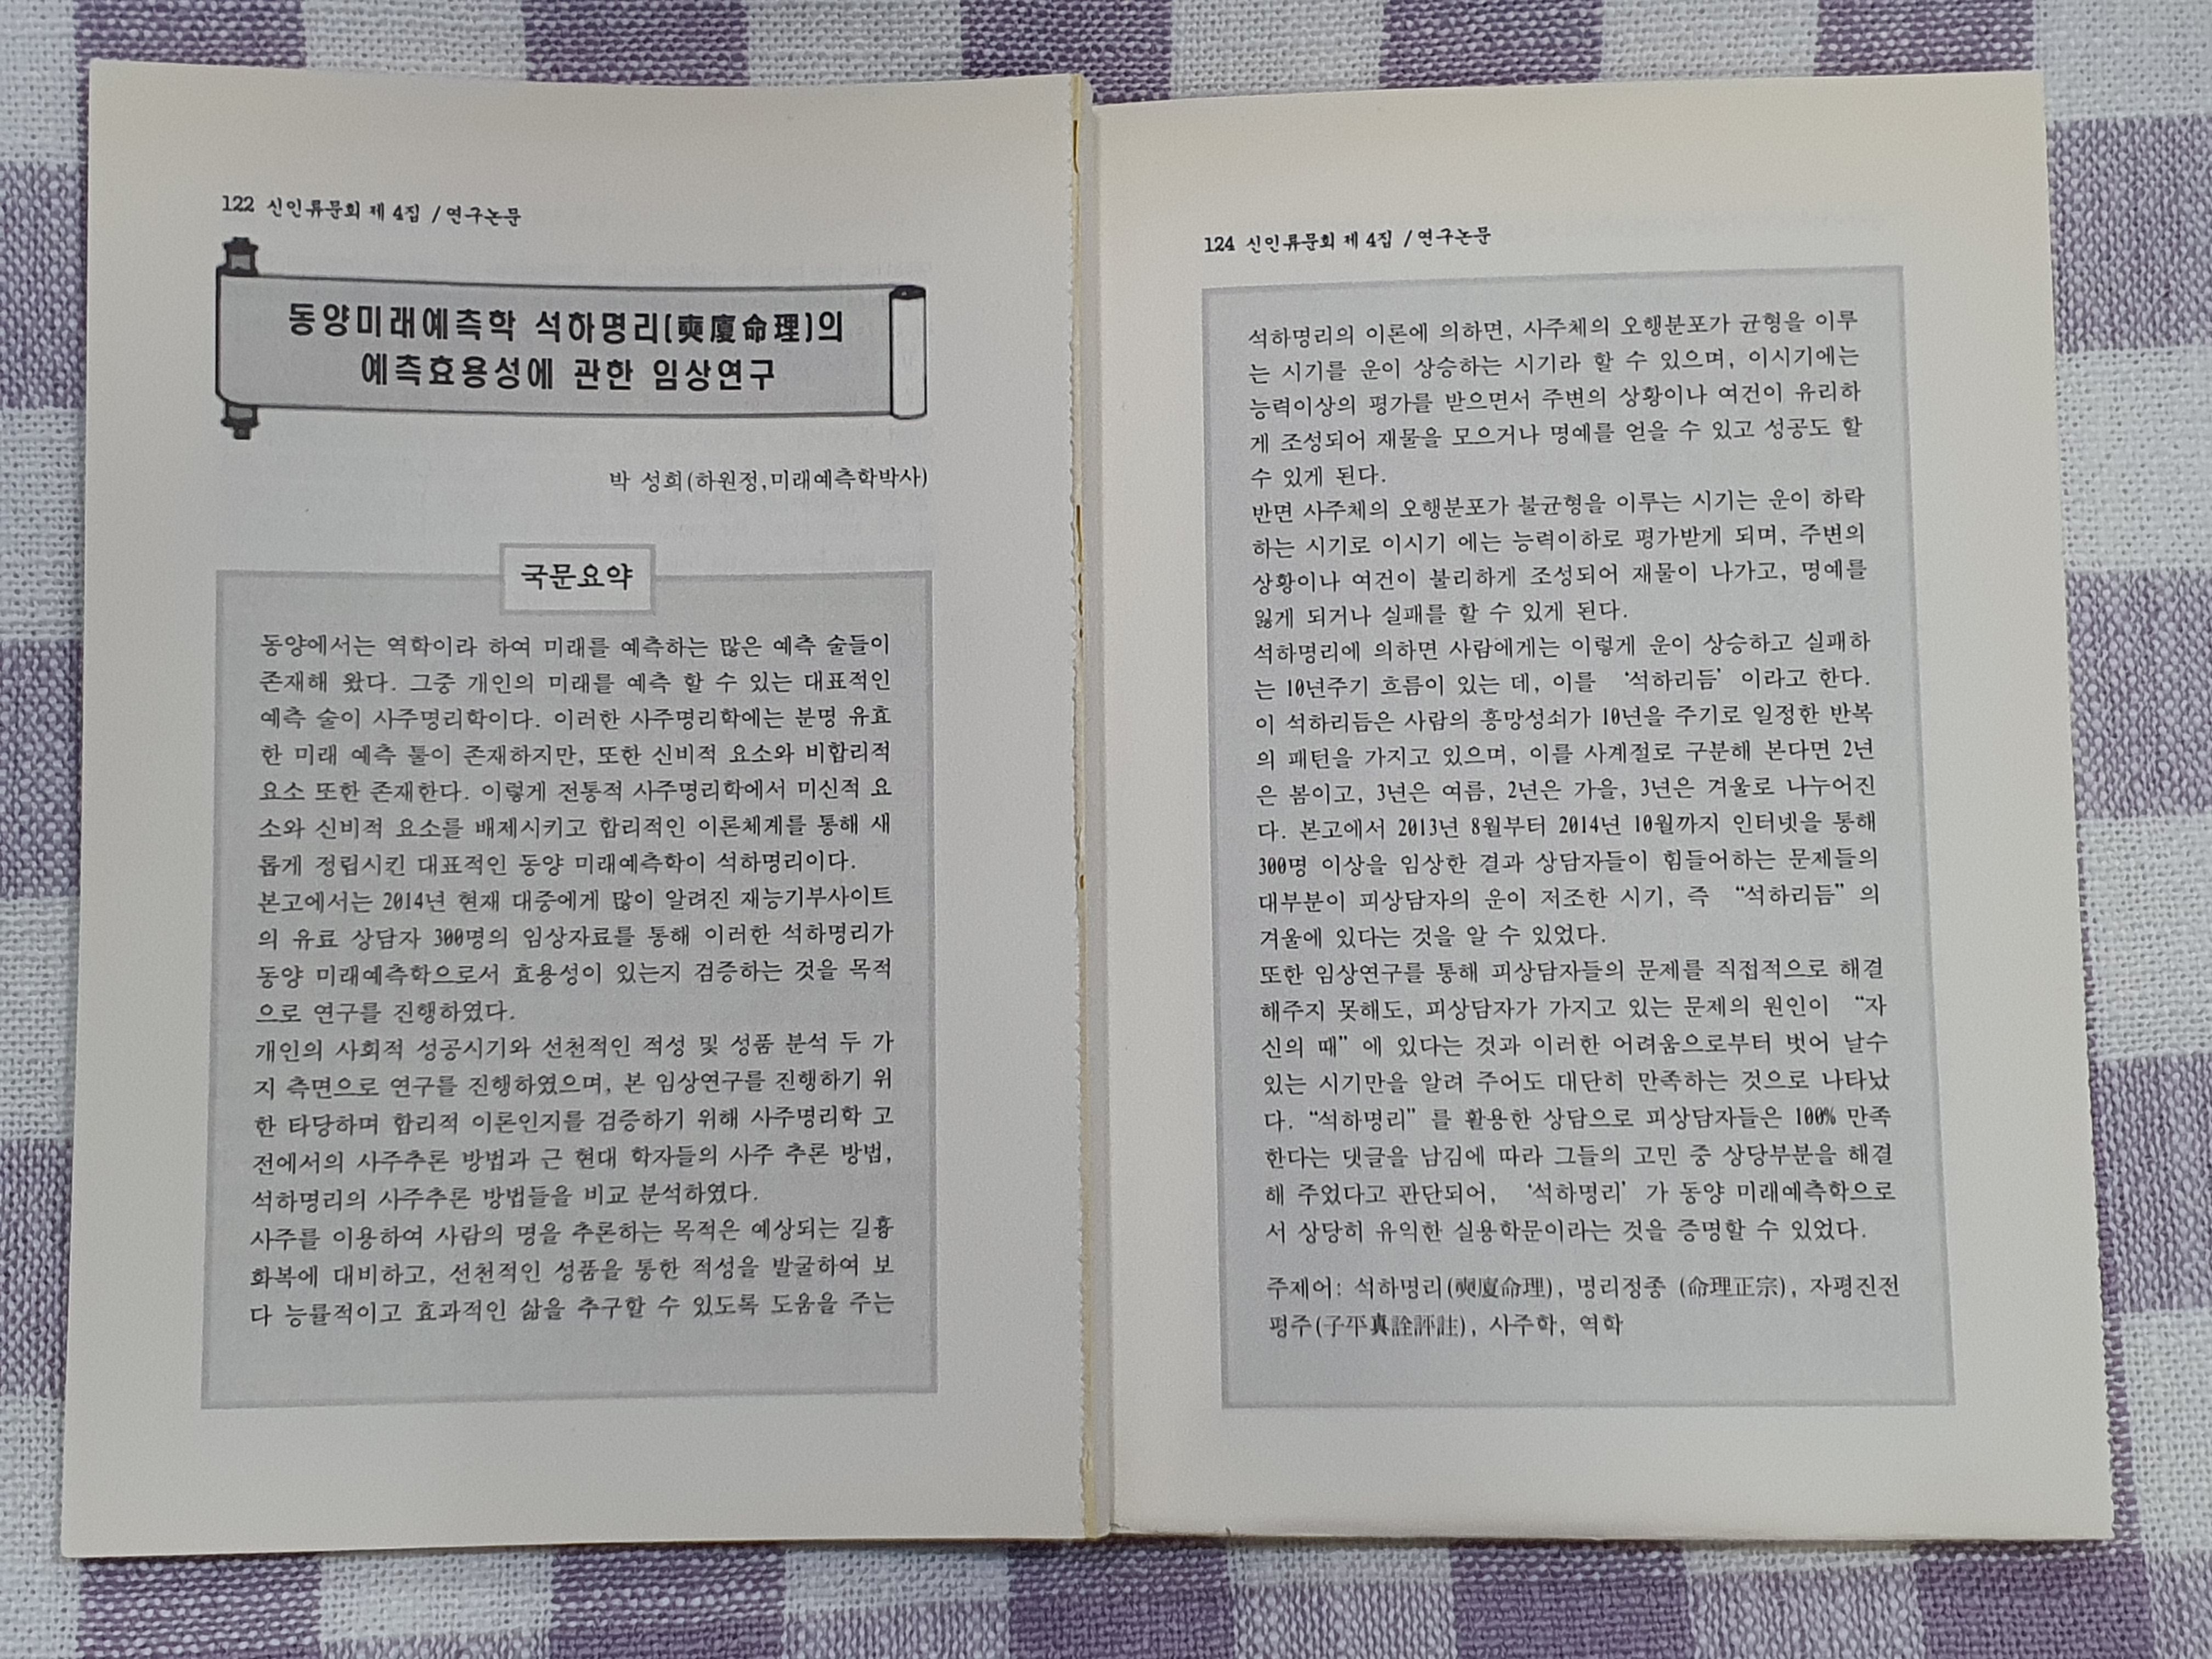 122 신인류문회 제 4집 / 연구논문
동양미래예측학 석하명리(奭廈命理)의
예측효용성에 관한 임상연구
박 성희(하원정,미래예측학박사)
국문요약
동양에서는 역학이라 하여 미래를 예측하는 많은 예측 술들이
존재해 왔다. 그중 개인의 미래를 예측 할 수 있는 대표적인
예측 술이 사주명리학이다. 이러한 사주명리학에는 분명 유효
한 미래 예측 툴이 존재하지만, 또한 신비적 요소와 비합리적
요소 또한 존재한다. 이렇게 전통적 사주명리학에서 미신적 요
소와 신비적 요소를 배제시키고 합리적인 이론체계를 통해 새
롭게 정립시킨 대표적인 동양 미래예측학이 석하명리이다.
본고에서는 2014년 현재 대중에게 많이 알려진 재능기부사이트
의 유료 상담자 300명의 임상자료를 통해 이러한 석하명리가
동양 미래예측학으로서 효용성이 있는지 검증하는 것을 목적
으로 연구를 진행하였다.
개인의 사회적 성공시기와 선천적인 적성 및 성품 분석 두 가
지 측면으로 연구를 진행하였으며, 본 임상연구를 진행하기 위
한 타당하며 합리적 이론인지를 검증하기 위해 사주명리학 고
전에서의 사주추론 방법과 근 현대 학자들의 사주 추론 방법,
석하명리의 사주추론 방법들을 비교 분석하였다.
사주를 이용하여 사람의 명을 추론하는 목적은 예상되는 길흉
화복에 대비하고, 선천적인 성품을 통한 적성을 발굴하여 보
다 능률적이고 효과적인 삶을 추구할 수 있도록 도움을 주는
124 신인류문회 제 4집 / 연구논문
석하명리의 이론에 의하면, 사주체의 오행분포가 균형을 이루
는 시기를 운이 상승하는 시기라 할 수 있으며, 이시기에는
능력이상의 평가를 받으면서 주변의 상황이나 여건이 유리하
게 조성되어 재물을 모으거나 명예를 얻을 수 있고 성공도 할
수 있게 된다.
반면 사주체의 오행분포가 불균형을 이루는 시기는 운이 하락
하는 시기로 이시기 에는 능력이하로 평가받게 되며, 주변의
상황이나 여건이 불리하게 조성되어 재물이 나가고, 명예를
잃게 되거나 실패를 할 수 있게 된다.
석하명리에 의하면 사람에게는 이렇게 운이 상승하고 실패하
는 10년주기 흐름이 있는 데, 이를 ‘석하리듬’ 이라고 한다.
이 석하리듬은 사람의 흥망성쇠가 10년을 주기로 일정한 반복
의 패턴을 가지고 있으며, 이를 사계절로 구분해 본다면 2년
은 봄이고, 3년은 여름, 2년은 가을, 3년은 겨울로 나누어진
다. 본고에서 2013년 8월부터 2014년 10월까지 인터넷을 통해
300명 이상을 임상한 결과 상담자들이 힘들어하는 문제들의
대부분이 피상담자의 운이 저조한 시기, 즉 “석하리듬” 의
겨울에 있다는 것을 알 수 있었다.
또한 임상연구를 통해 피상담자들의 문제를 직접적으로 해결
해주지 못해도, 피상담자가 가지고 있는 문제의 원인이 “자
신의 때” 에 있다는 것과 이러한 어려움으로부터 벗어 날수
있는 시기만을 알려 주어도 대단히 만족하는 것으로 나타났
다. “석하명리” 를 활용한 상담으로 피상담자들은 100% 만족
한다는 댓글을 남김에 따라 그들의 고민 중 상당부분을 해결
해 주었다고 판단되어, ‘석하명리’ 가 동양 미래예측학으로
서 상당히 유익한 실용학문이라는 것을 증명할 수 있었다.
주제어: 석하명리(奭廈命理), 명리정종 (命理正宗), 자평진전
평주(子平真詮評註), 사주학, 역학